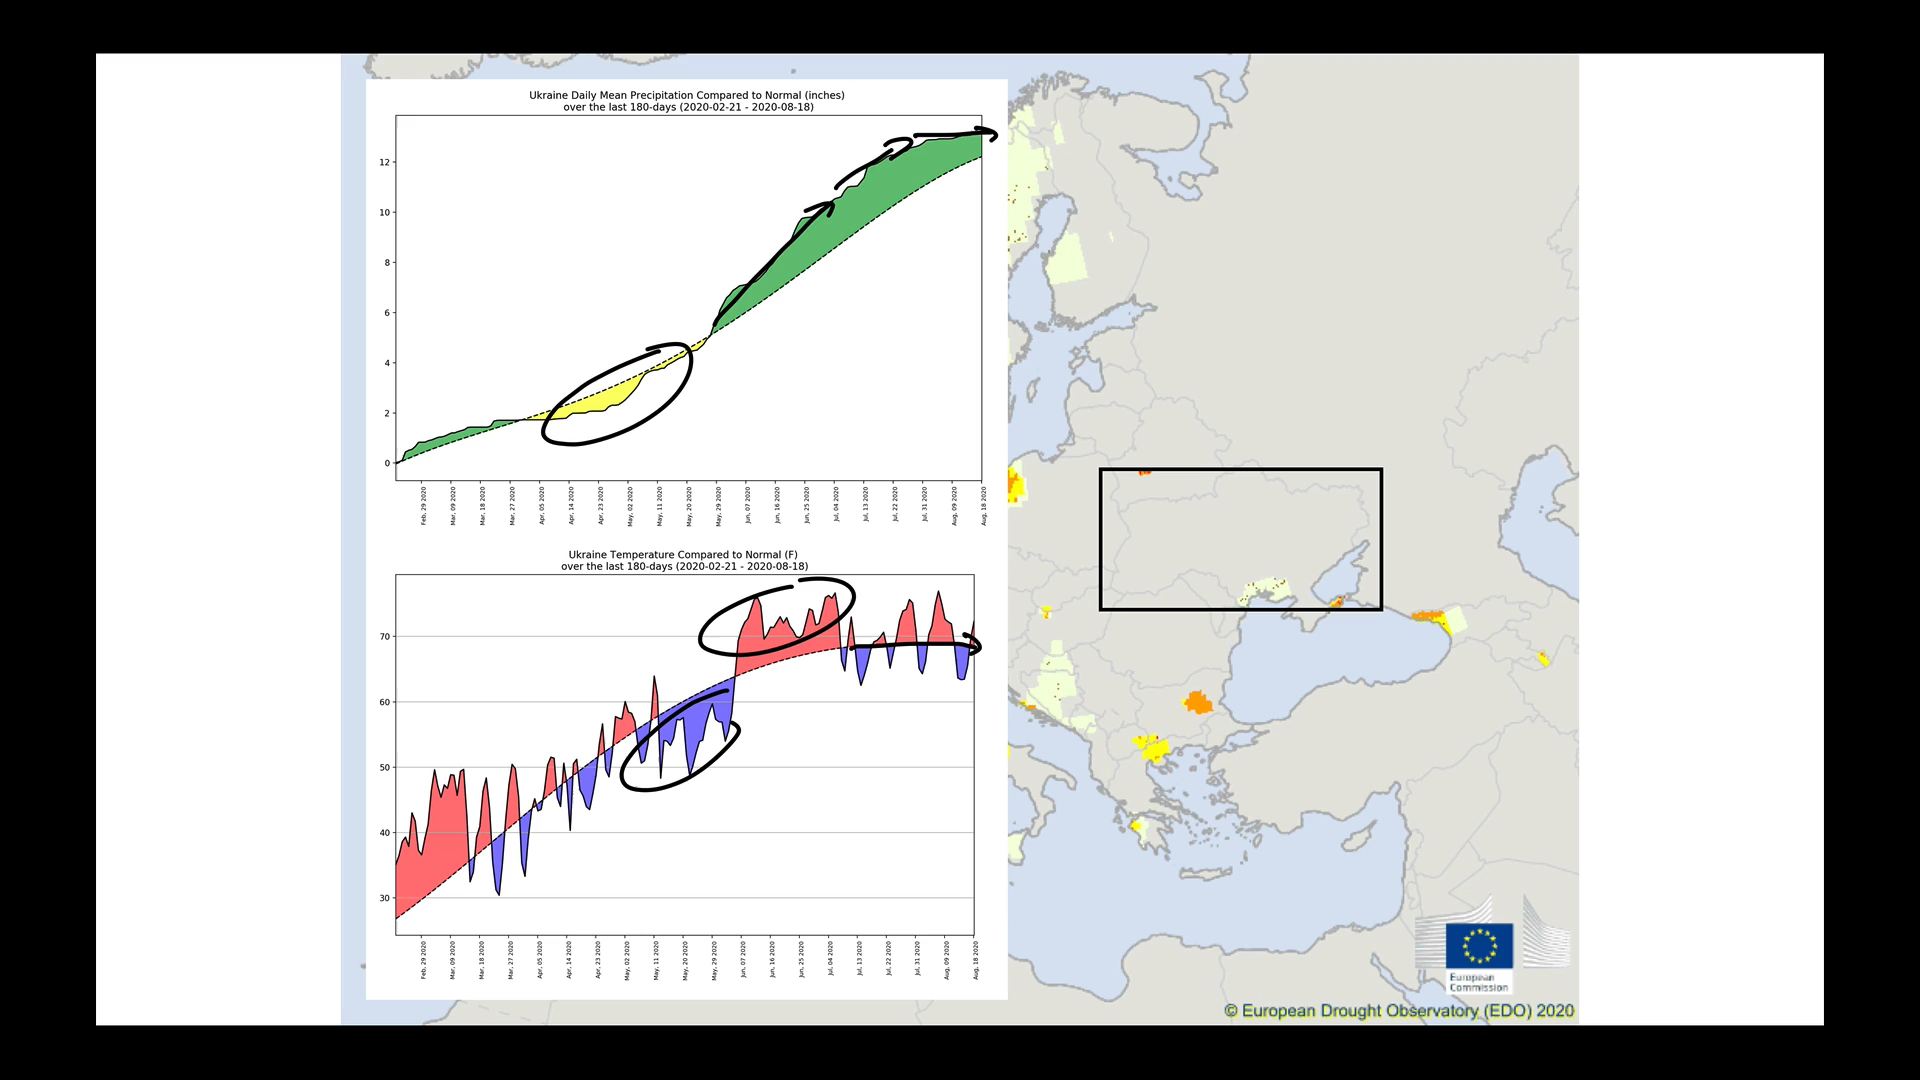 Ukraine Daily Mean Precipitation Compared to Normal (inches)
over the last 180-days (2020-02-21 - 2020-08-18)
12
10
8
6
4
2
0
Feb, 29 2020
Mar, 09 2020
Mar, 18 2020
Mar, 27 2020
Apr, 05 2020
Apr, 14 2020
Apr, 23 2020
May, 02 2020
May, 11 2020
May, 20 2020
May, 29 2020
Jun, 07 2020
Jun, 16 2020
Jun, 25 2020
Jul, 04 2020
Jul, 13 2020
Jul, 22 2020
Jul, 31 2020
Aug, 09 2020
Aug, 18 2020
Ukraine Temperature Compared to Normal (F)
over the last 180-days (2020-02-21 - 2020-08-18)
70
60
50
40
30
Feb, 29 2020
Mar, 09 2020
Mar, 18 2020
Mar, 27 2020
Apr, 05 2020
Apr, 14 2020
Apr, 23 2020
May, 02 2020
May, 11 2020
May, 20 2020
May, 29 2020
Jun, 07 2020
Jun, 16 2020
Jun, 25 2020
Jul, 04 2020
Jul, 13 2020
Jul, 22 2020
Jul, 31 2020
Aug, 09 2020
Aug, 18 2020
European
Commission
© European Drought Observatory (EDO) 2020